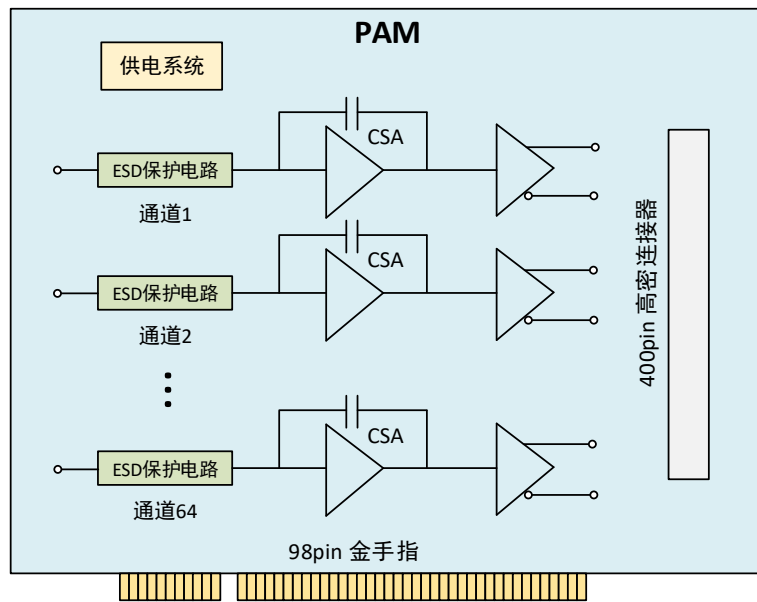 PAM
供电系统
CSA
ESD保护电路
通道1
CSA
ESD保护电路
通道2
CSA
ESD保护电路
通道64
400pin 高密连接器
98pin 金手指